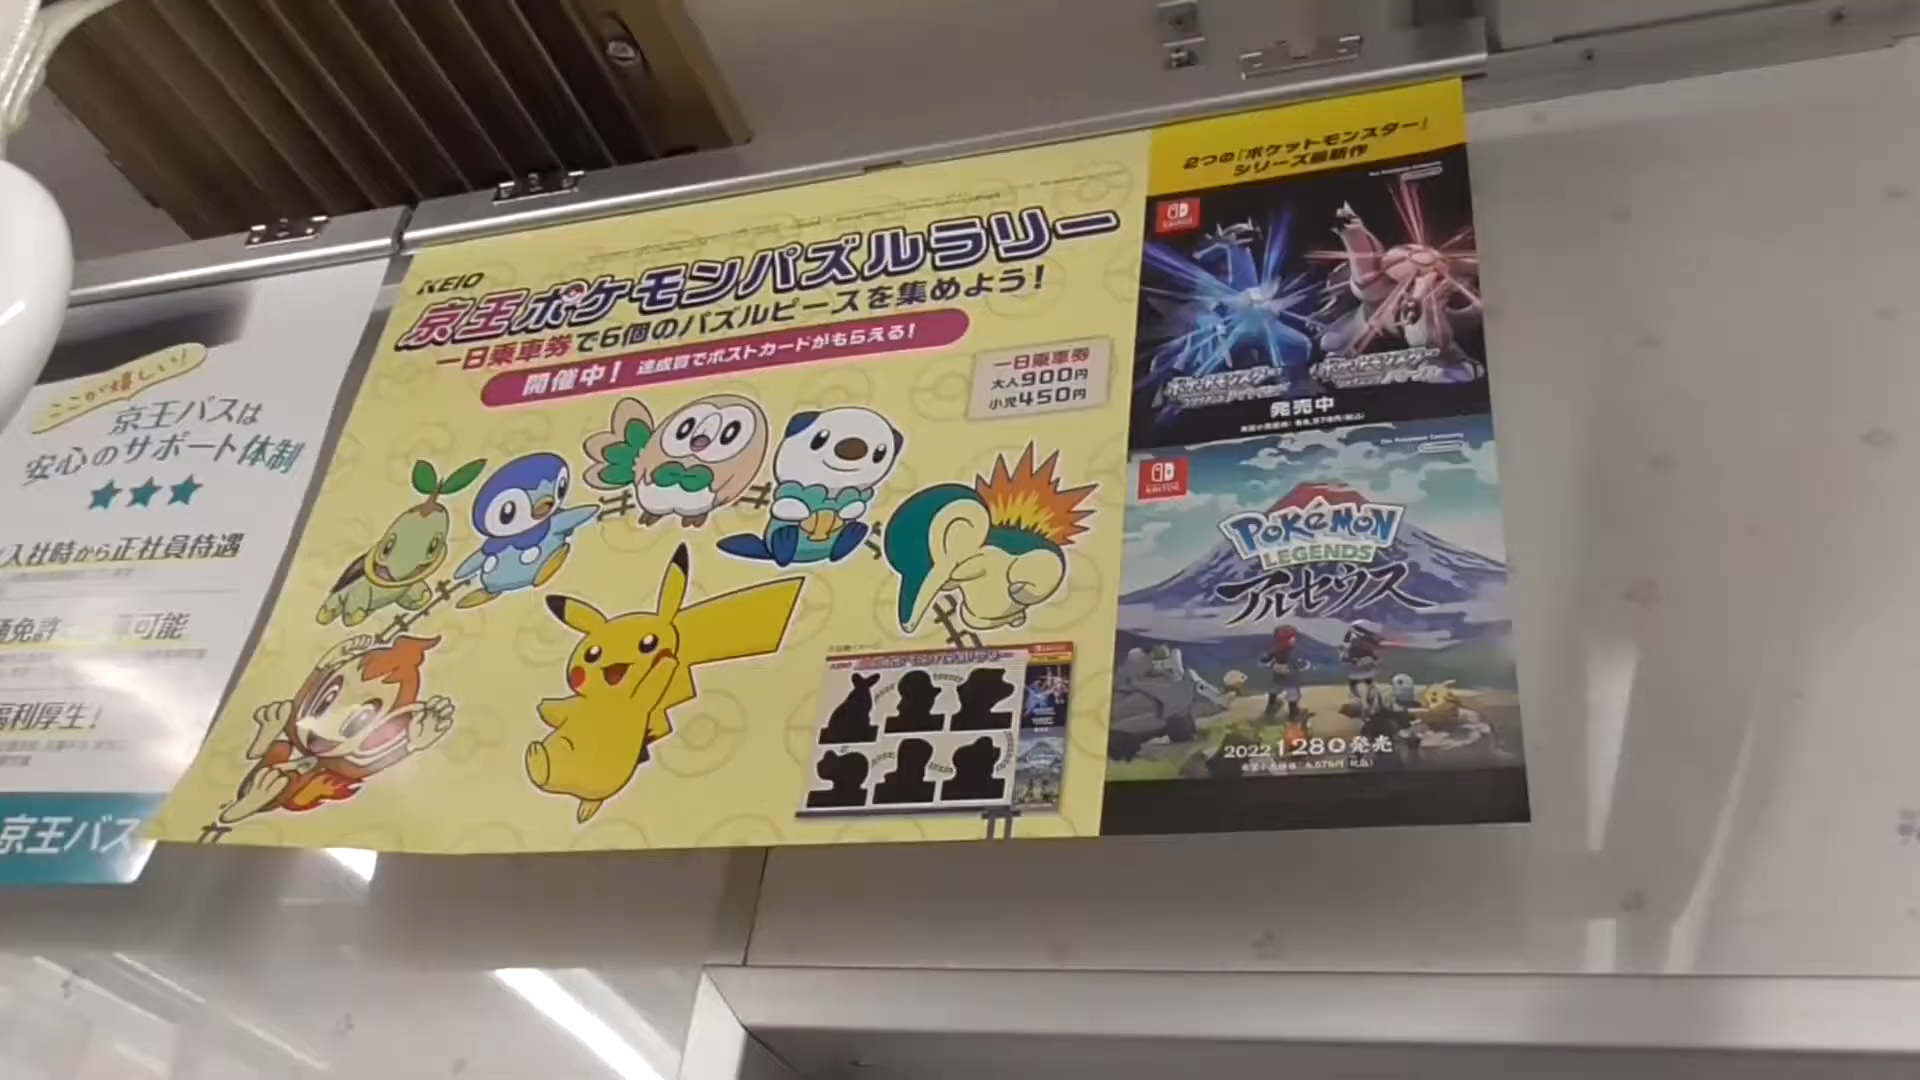 ここが嬉しい!
京王バスは
安心のサポート体制
入社時から正社員待遇
免許
可能
福利厚生!
京王バス
KEIO
京王ポケモンパズルラリー
一日乗車券で6個のパズルピースを集めよう!
開催中! 達成賞でポストカードがもらえる!
一日乗車券
大人900円
小児450円
2つの『ポケットモンスター』
シリーズ最新作
発売中
POKÉMON
LEGENDS
アルセウス
2022 1 28 発売